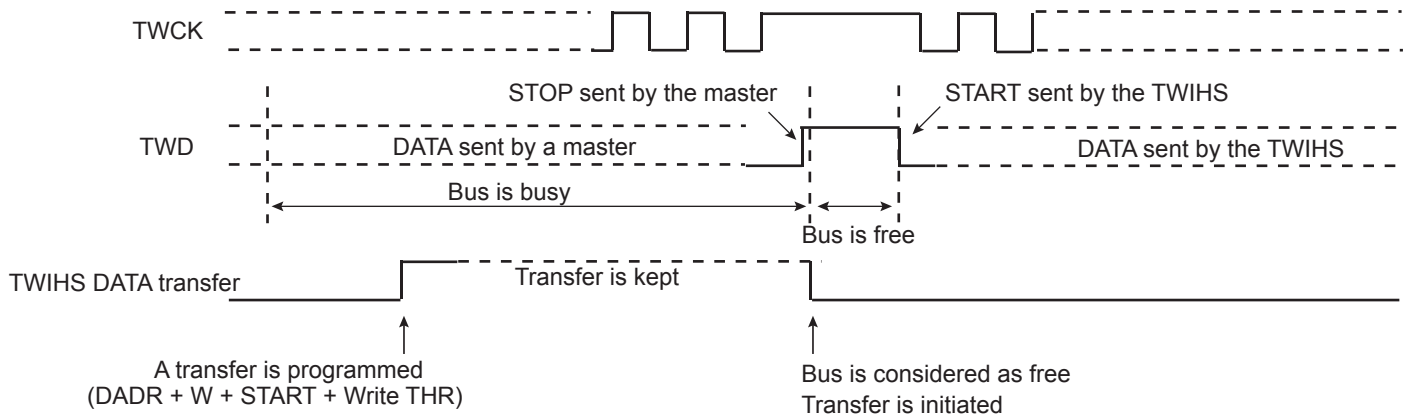 TWCK
STOP sent by the master
START sent by the TWIHS
TWD
DATA sent by a master
DATA sent by the TWIHS
Bus is busy
Bus is free
TWIHS DATA transfer
Transfer is kept
A transfer is programmed
(DADR + W + START + Write THR)
Bus is considered as free
Transfer is initiated